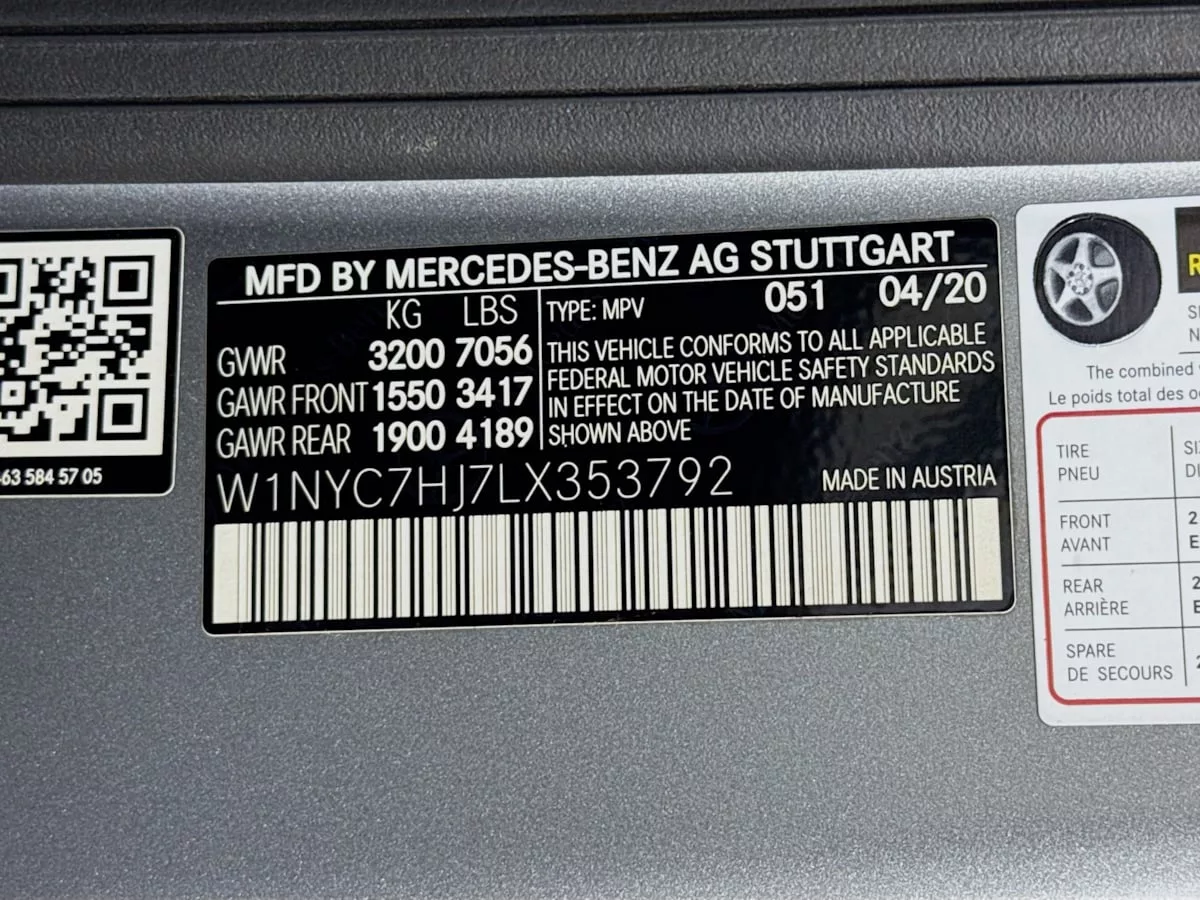 MFD BY MERCEDES-BENZ AG STUTTGART
KG LBS
GVWR 3200 7056
GAWR FRONT 1550 3417
GAWR REAR 1900 4189
TYPE: MPV 051 04/20
THIS VEHICLE CONFORMS TO ALL APPLICABLE
FEDERAL MOTOR VEHICLE SAFETY STANDARDS
IN EFFECT ON THE DATE OF MANUFACTURE
SHOWN ABOVE
W1NYC7HJ7LX353792 MADE IN AUSTRIA
63 584 57 05
The combined
Le poids total des
TIRE
PNEU
FRONT
AVANT
REAR
ARRIÈRE
SPARE
DE SECOURS